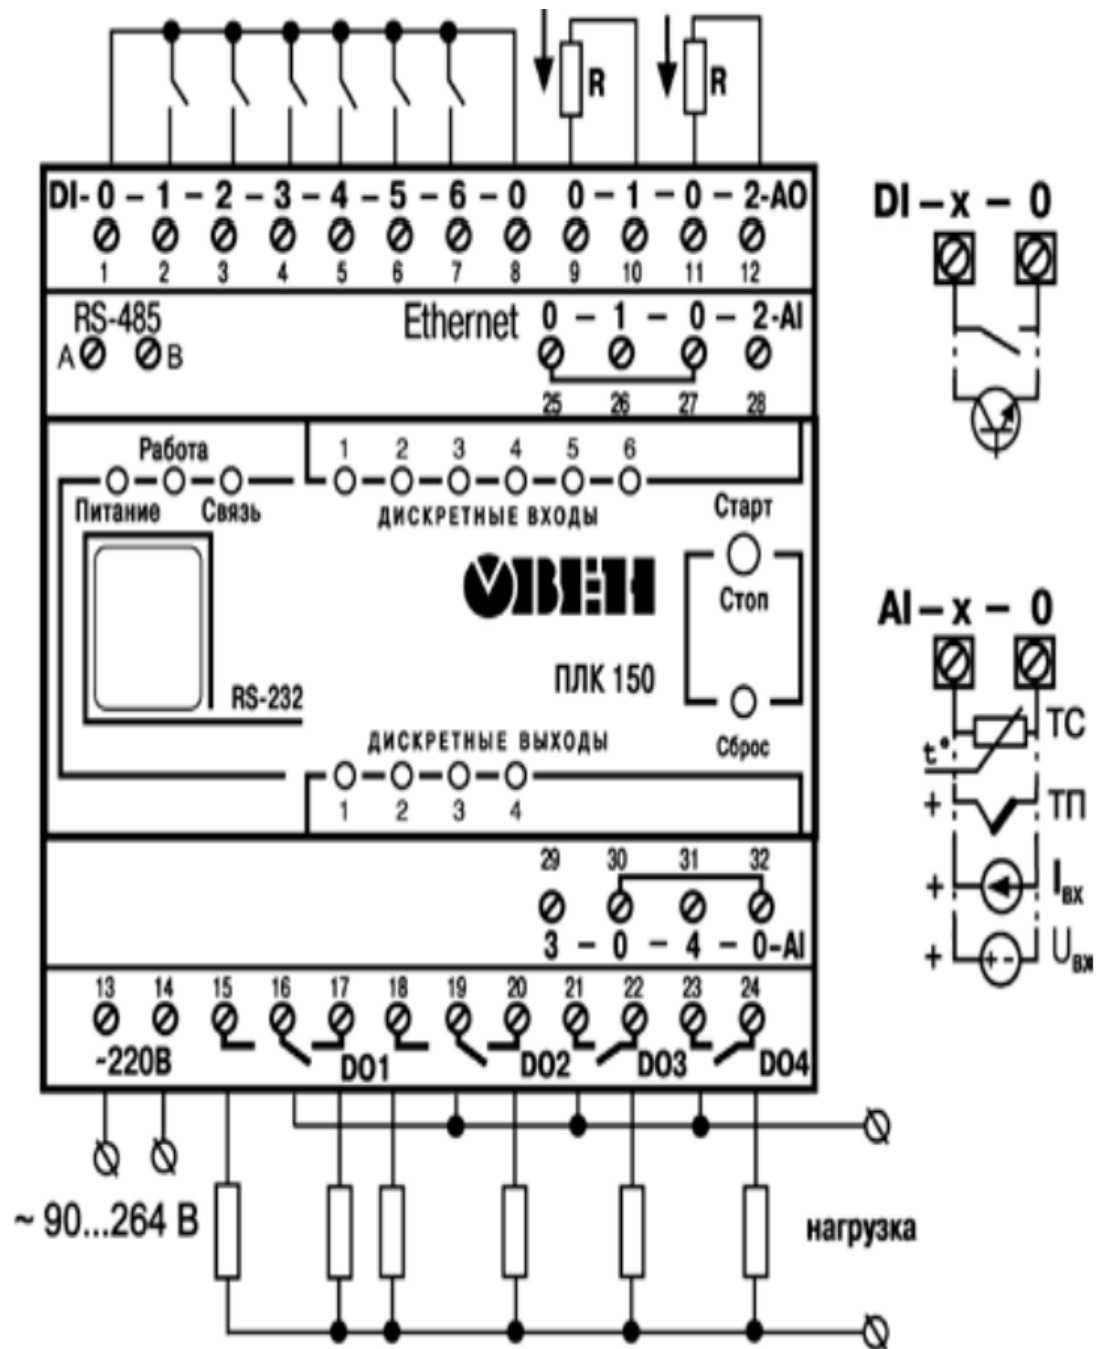 R R
DI-0-1-2-3-4-5-6-0 0-1-0-2-AO
1 2 3 4 5 6 7 8 9 10 11 12
RS-485 Ethernet 0-1-0-2-AI
A B
25 26 27 28
Работа
Питание Связь
1 2 3 4 5 6
ДИСКРЕТНЫЕ ВХОДЫ
Старт
Стоп
ОВЕН
ПЛК 150
RS-232
Сброс
ДИСКРЕТНЫЕ ВЫХОДЫ
1 2 3 4
29 30 31 32
3-0-4-0-AI
13 14 15 16 17 18 19 20 21 22 23 24
~220В DO1 DO2 DO3 DO4
~ 90...264 В
нагрузка
DI-x-0
AI-x-0
ТС
t°
+ ТП
+ Iвх
+ + - Uвх